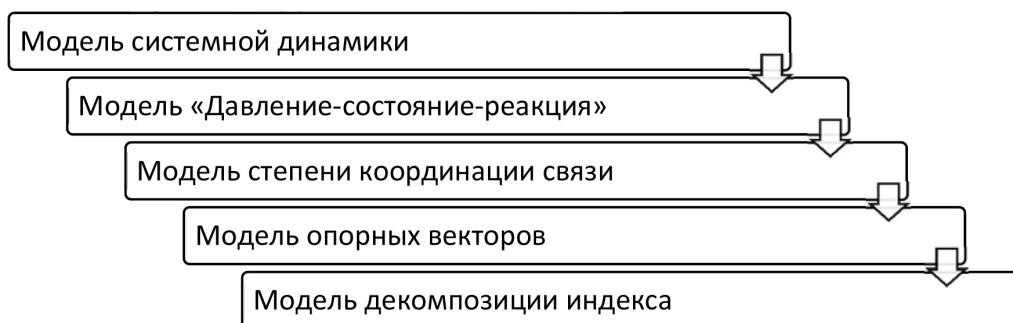 Модель системной динамики
Модель «Давление-состояние-реакция»
Модель степени координации связи
Модель опорных векторов
Модель декомпозиции индекса